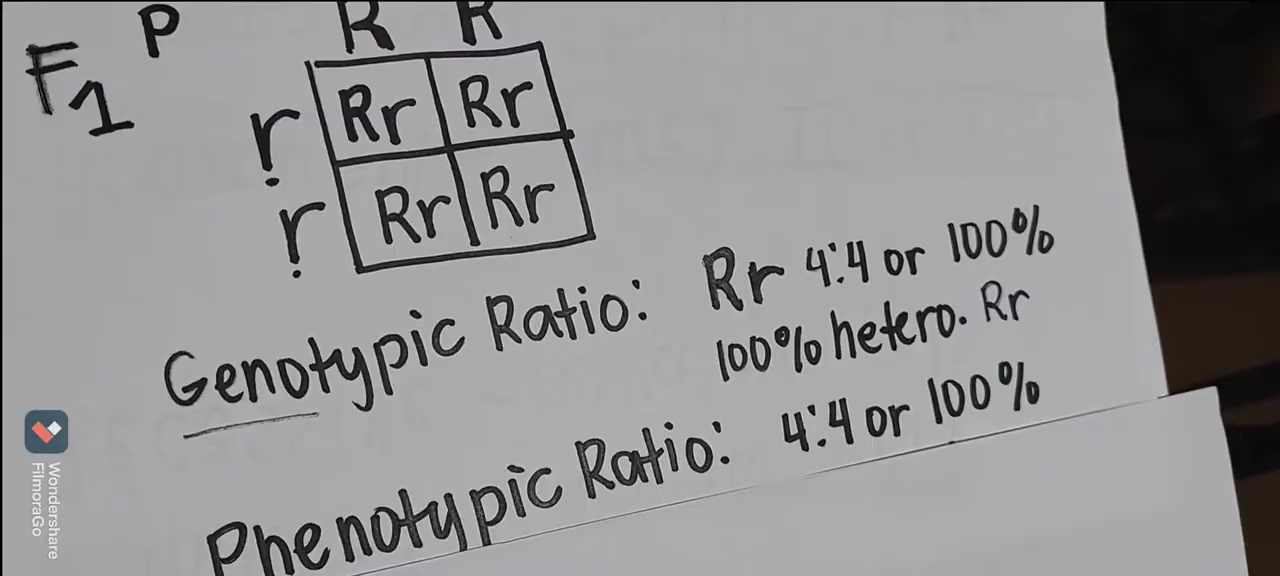 P
F1
R R
r Rr Rr
r Rr Rr
Genotypic Ratio: Rr 4:4 or 100%
100% hetero. Rr
Phenotypic Ratio: 4:4 or 100%
Wondershare
FilmoraGo